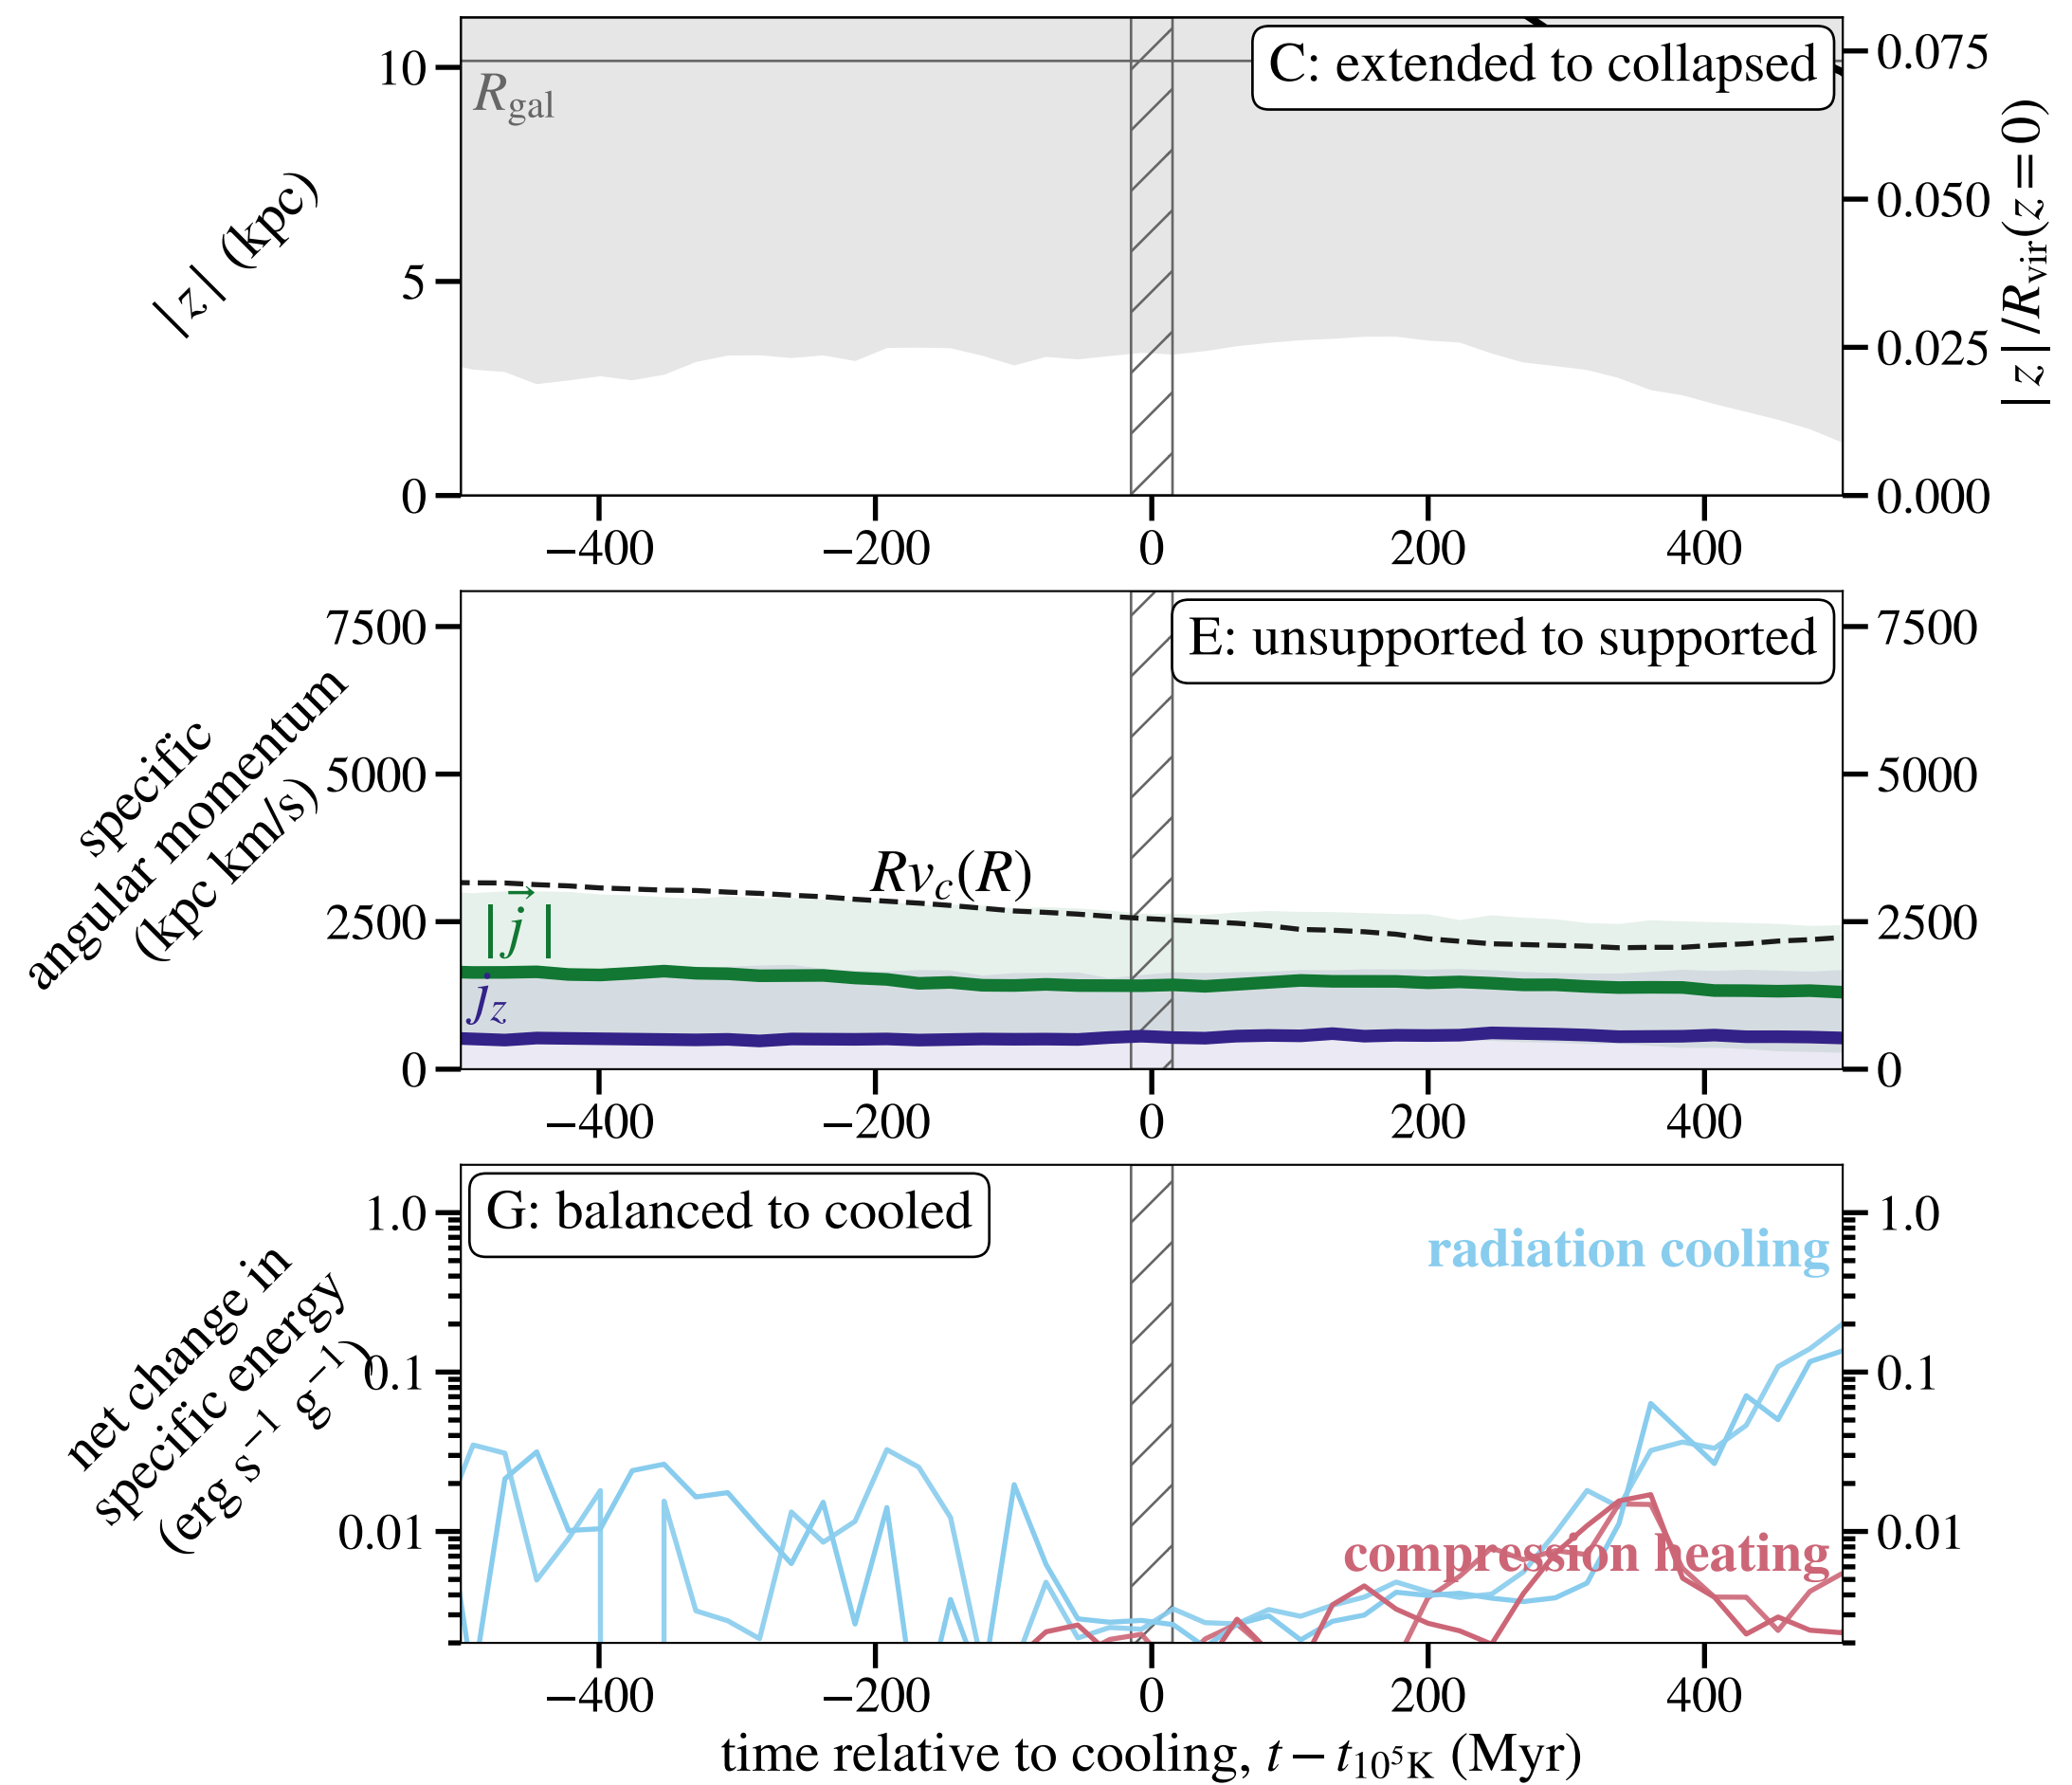 C: extended to collapsed
R_gal
10
5
0
|z| (kpc)
0.075
0.050
0.025
0.000
|z|/R_vir(z=0)
−400 −200 0 200 400
E: unsupported to supported
7500
5000
2500
0
specific
angular momentum
(kpc km/s)
Rv_c(R)
|j⃗|
j_z
7500
5000
2500
0
−400 −200 0 200 400
G: balanced to cooled
1.0
0.1
0.01
net change in
specific energy
(erg s⁻¹ g⁻¹)
radiation cooling
compression heating
1.0
0.1
0.01
−400 −200 0 200 400
time relative to cooling, t − t_10⁵K (Myr)